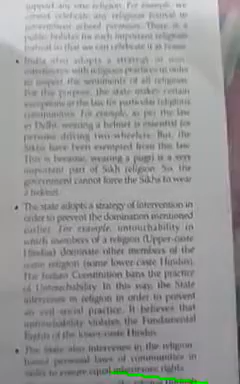 support any one religion. For example, we
cannot celebrate any religious festival in
government school premises. There is a
public holiday for each important religious
festival so that we can celebrate it at home.
• India also adopts a strategy of non-
interference with religious practices in order
to respect the sentiments of all religions.
For this purpose, the state makes certain
exceptions in the law for particular religious
communities. For example, as per the law
in Delhi, wearing a helmet is essential for
persons driving two-wheelers. But, the
Sikhs have been exempted from this law.
This is because, wearing a pagri is a very
important part of Sikh religion. So, the
government cannot force the Sikhs to wear
a helmet.
• The state adopts a strategy of intervention in
order to prevent the domination mentioned
earlier. For example, untouchability in
which members of a religion (Upper-caste
Hindus) dominate other members of the
same religion (some lower-caste Hindus).
The Indian Constitution bans the practice
of Untouchability. In this way, the State
intervenes in religion in order to prevent
an evil social practice. It believes that
untouchability violates the Fundamental
Rights of the lower-caste Hindus.
• The State also intervenes in the religion
based personal laws of communities in
order to ensure equal inheritance rights